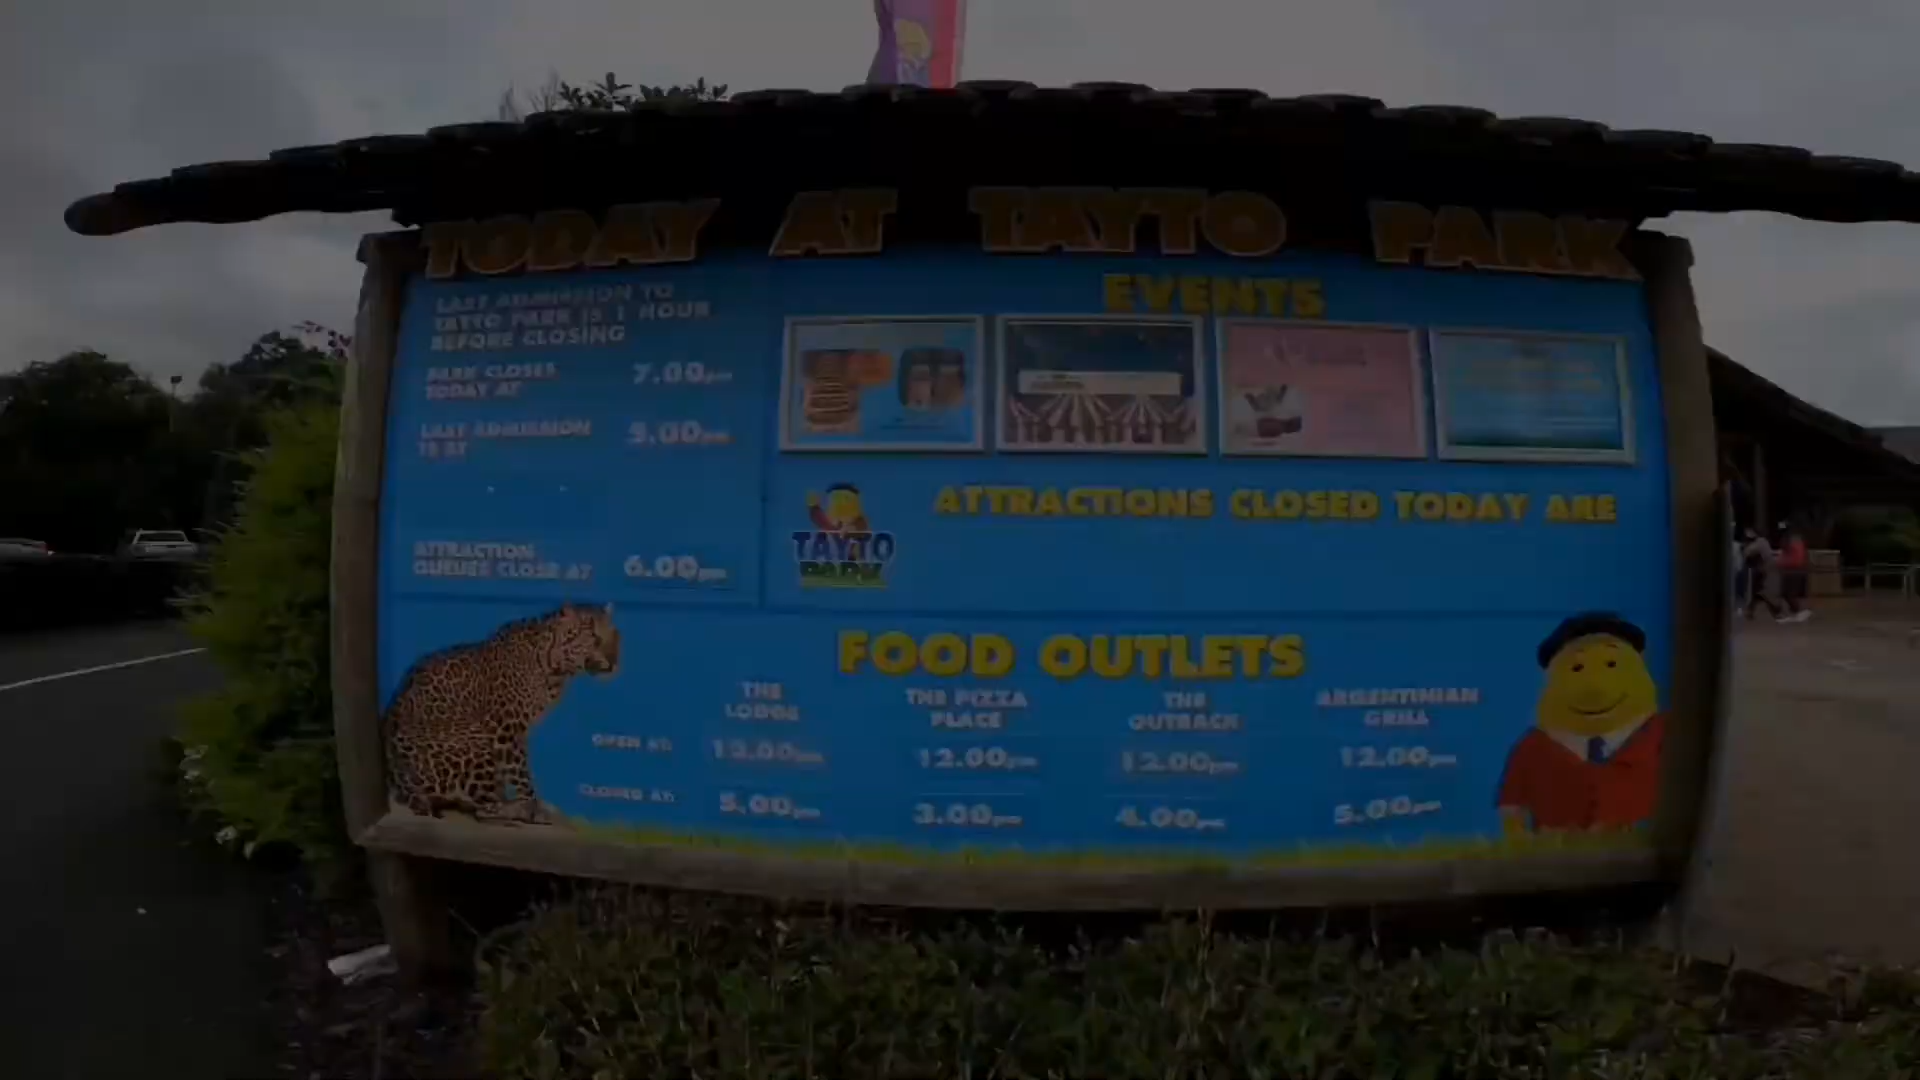 TODAY AT TAYTO PARK
LAST ADMISSION TO
TAYTO PARK IS 1 HOUR
BEFORE CLOSING
PARK CLOSES
TODAY AT
7.00pm
LAST ADMISSION
IS AT
5.00pm
ATTRACTION
QUEUES CLOSE AT
6.00pm
EVENTS
TAYTO
PARK
ATTRACTIONS CLOSED TODAY ARE
FOOD OUTLETS
THE
LODGE
THE PIZZA
PLACE
THE
OUTBACK
ARGENTINIAN
GRILL
OPEN AT: 12.00pm 12.00pm 12.00pm 12.00pm
CLOSED AT: 5.00pm 3.00pm 4.00pm 5.00pm